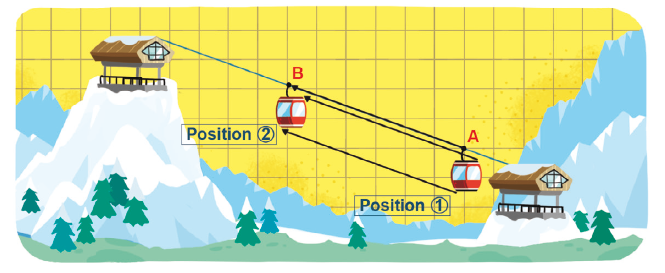 B
A
Position ②
Position ①